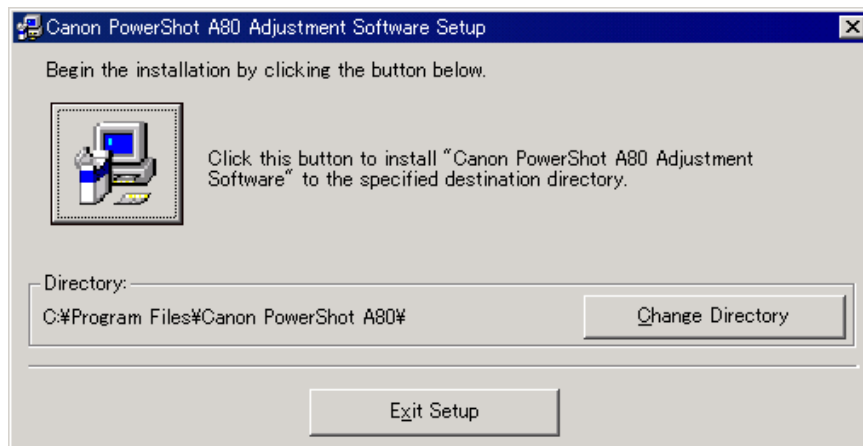 Canon PowerShot A80 Adjustment Software Setup
Begin the installation by clicking the button below.
Click this button to install "Canon PowerShot A80 Adjustment
Software" to the specified destination directory.
Directory:
C:¥Program Files¥Canon PowerShot A80¥
Change Directory
Exit Setup